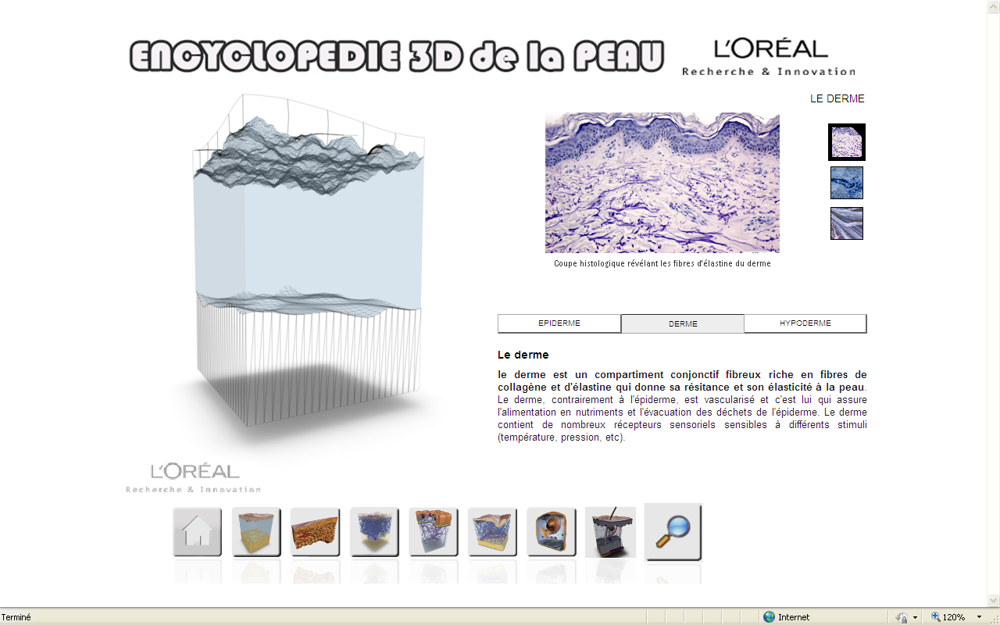 ENCYCLOPEDIE 3D de la PEAU
L'ORÉAL
Recherche & Innovation
LE DERME
Coupe histologique révélant les fibres d'élastine du derme
EPIDERME
DERME
HYPODERME
Le derme
le derme est un compartiment conjonctif fibreux riche en fibres de
collagène et d'élastine qui donne sa résitance et son élasticité à la peau.
Le derme, contrairement à l'épiderme, est vascularisé et c'est lui qui assure
l'alimentation en nutriments et l'évacuation des déchets de l'épiderme. Le derme
contient de nombreux récepteurs sensoriels sensibles à différents stimuli
(température, pression, etc).
L'ORÉAL
Recherche & Innovation
Terminé
Internet
120%